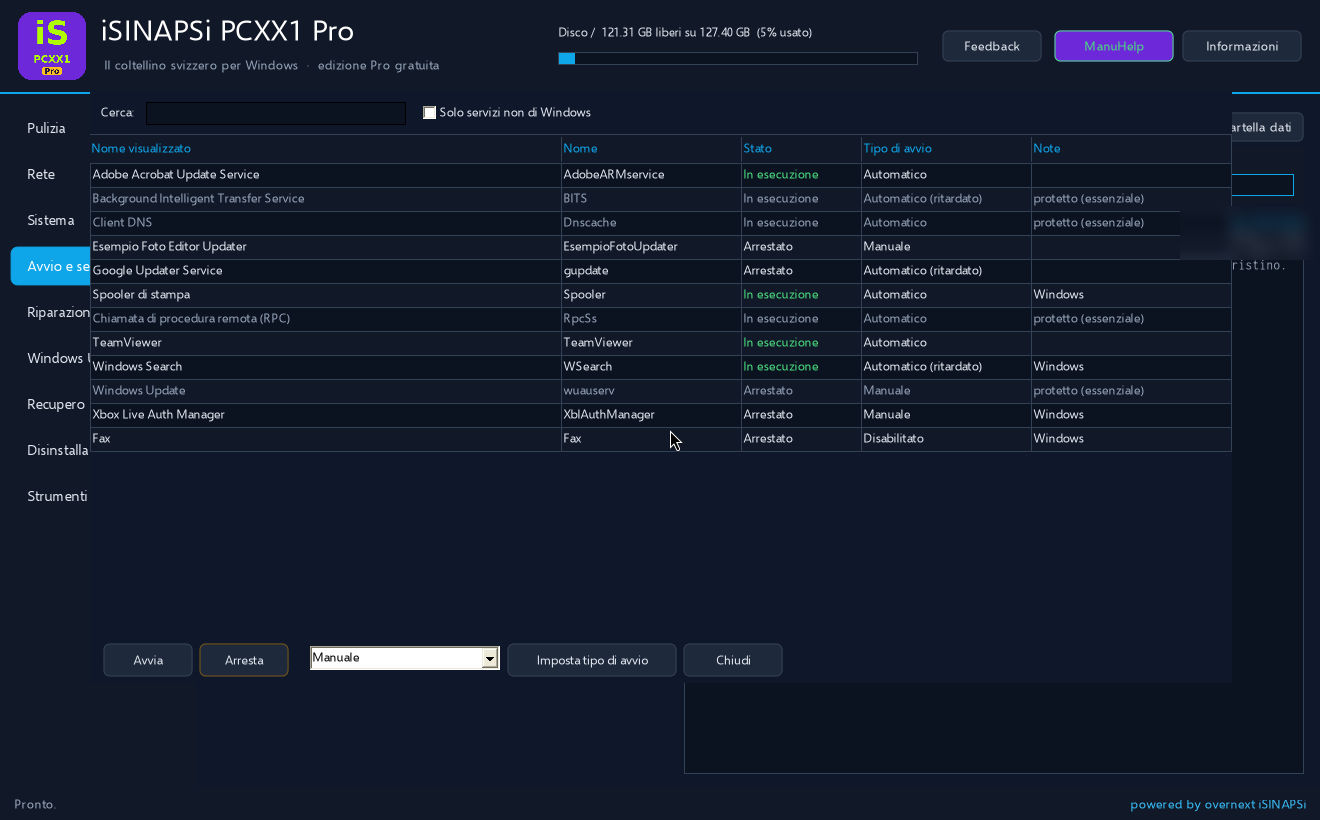 iS
PCXX1
Pro
iSINAPSi PCXX1 Pro
Il coltellino svizzero per Windows · edizione Pro gratuita
Disco / 121.31 GB liberi su 127.40 GB (5% usato)
Feedback
ManuHelp
Informazioni
Pulizia
Rete
Sistema
Avvio e se
Riparazion
Windows U
Recupero
Disinstalla
Strumenti
artella dati
ristino.
Cerca:
Solo servizi non di Windows
Nome visualizzato Nome Stato Tipo di avvio Note
Adobe Acrobat Update Service AdobeARMservice In esecuzione Automatico
Background Intelligent Transfer Service BITS In esecuzione Automatico (ritardato) protetto (essenziale)
Client DNS Dnscache In esecuzione Automatico protetto (essenziale)
Esempio Foto Editor Updater EsempioFotoUpdater Arrestato Manuale
Google Updater Service gupdate Arrestato Automatico (ritardato)
Spooler di stampa Spooler In esecuzione Automatico Windows
Chiamata di procedura remota (RPC) RpcSs In esecuzione Automatico protetto (essenziale)
TeamViewer TeamViewer In esecuzione Automatico
Windows Search WSearch In esecuzione Automatico (ritardato) Windows
Windows Update wuauserv Arrestato Manuale protetto (essenziale)
Xbox Live Auth Manager XblAuthManager Arrestato Manuale Windows
Fax Fax Arrestato Disabilitato Windows
Avvia
Arresta
Manuale
Imposta tipo di avvio
Chiudi
Pronto.
powered by overnext iSINAPSi